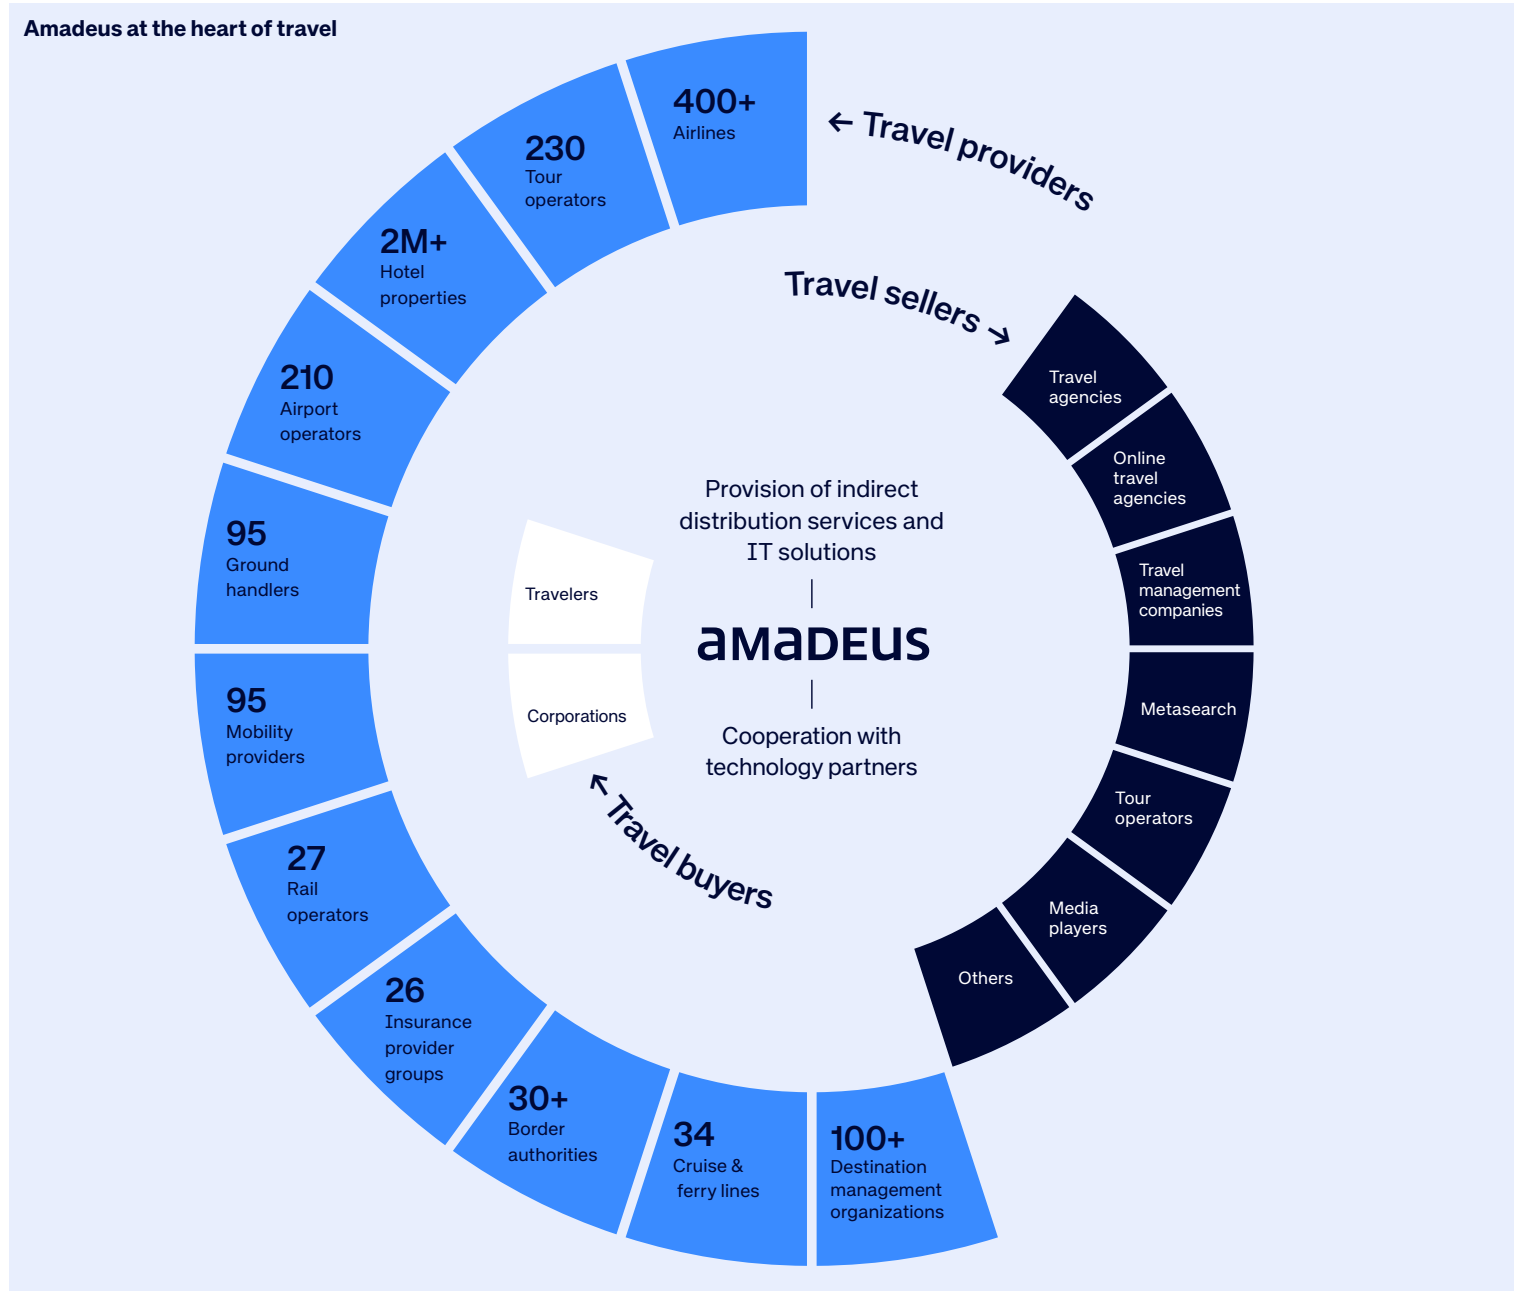 Amadeus at the heart of travel
← Travel providers
400+
Airlines
230
Tour
operators
2M+
Hotel
properties
210
Airport
operators
95
Ground
handlers
95
Mobility
providers
27
Rail
operators
26
Insurance
provider
groups
30+
Border
authorities
34
Cruise &
ferry lines
100+
Destination
management
organizations
Travel sellers →
Travel
agencies
Online
travel
agencies
Travel
management
companies
Metasearch
Tour
operators
Media
players
Others
← Travel buyers
Travelers
Corporations
Provision of indirect
distribution services and
IT solutions
amaDEUS
Cooperation with
technology partners